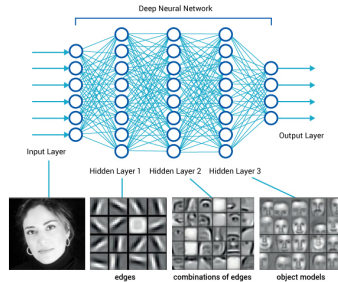 Deep Neural Network
Input Layer
Output Layer
Hidden Layer 1
Hidden Layer 2
Hidden Layer 3
edges
combinations of edges
object models